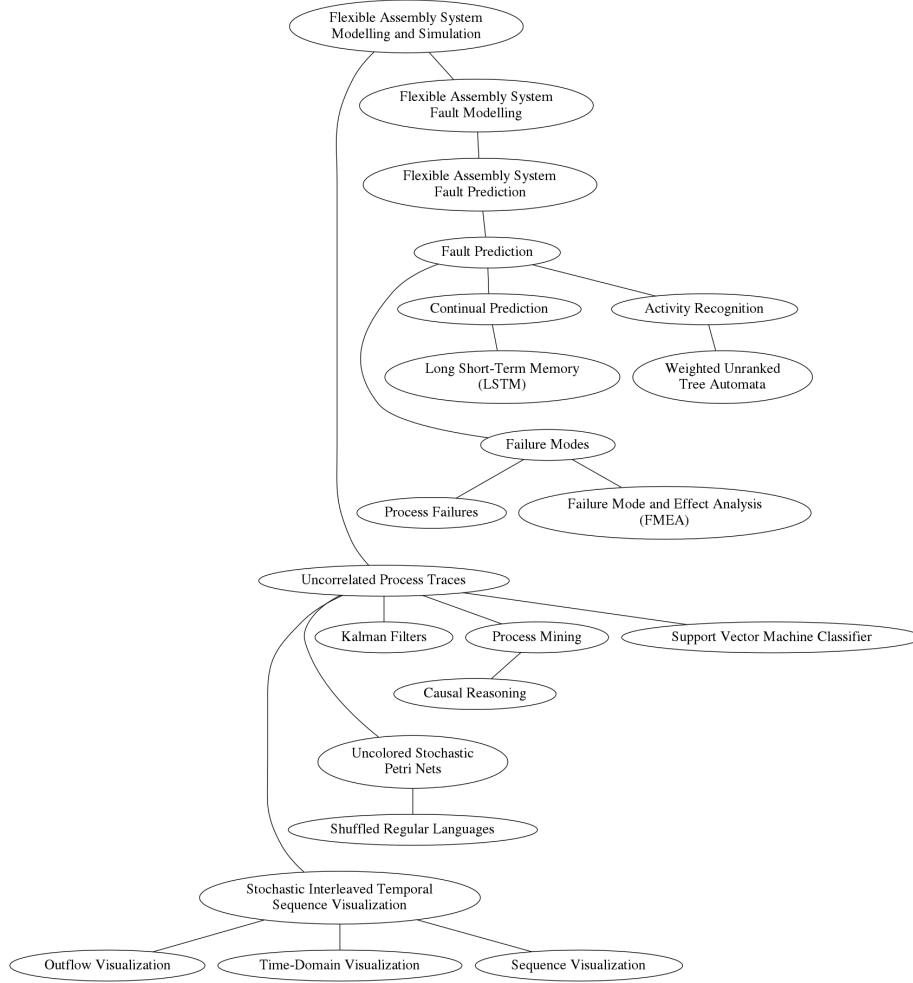 Flexible Assembly System
Modelling and Simulation
Flexible Assembly System
Fault Modelling
Flexible Assembly System
Fault Prediction
Fault Prediction
Continual Prediction
Activity Recognition
Long Short-Term Memory
(LSTM)
Weighted Unranked
Tree Automata
Failure Modes
Process Failures
Failure Mode and Effect Analysis
(FMEA)
Uncorrelated Process Traces
Kalman Filters
Process Mining
Support Vector Machine Classifier
Causal Reasoning
Uncolored Stochastic
Petri Nets
Shuffled Regular Languages
Stochastic Interleaved Temporal
Sequence Visualization
Outflow Visualization
Time-Domain Visualization
Sequence Visualization